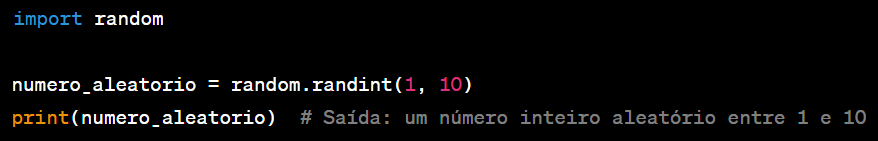 import random
numero_aleatorio = random.randint(1, 10)
print(numero_aleatorio)  # Saída: um número inteiro aleatório entre 1 e 10